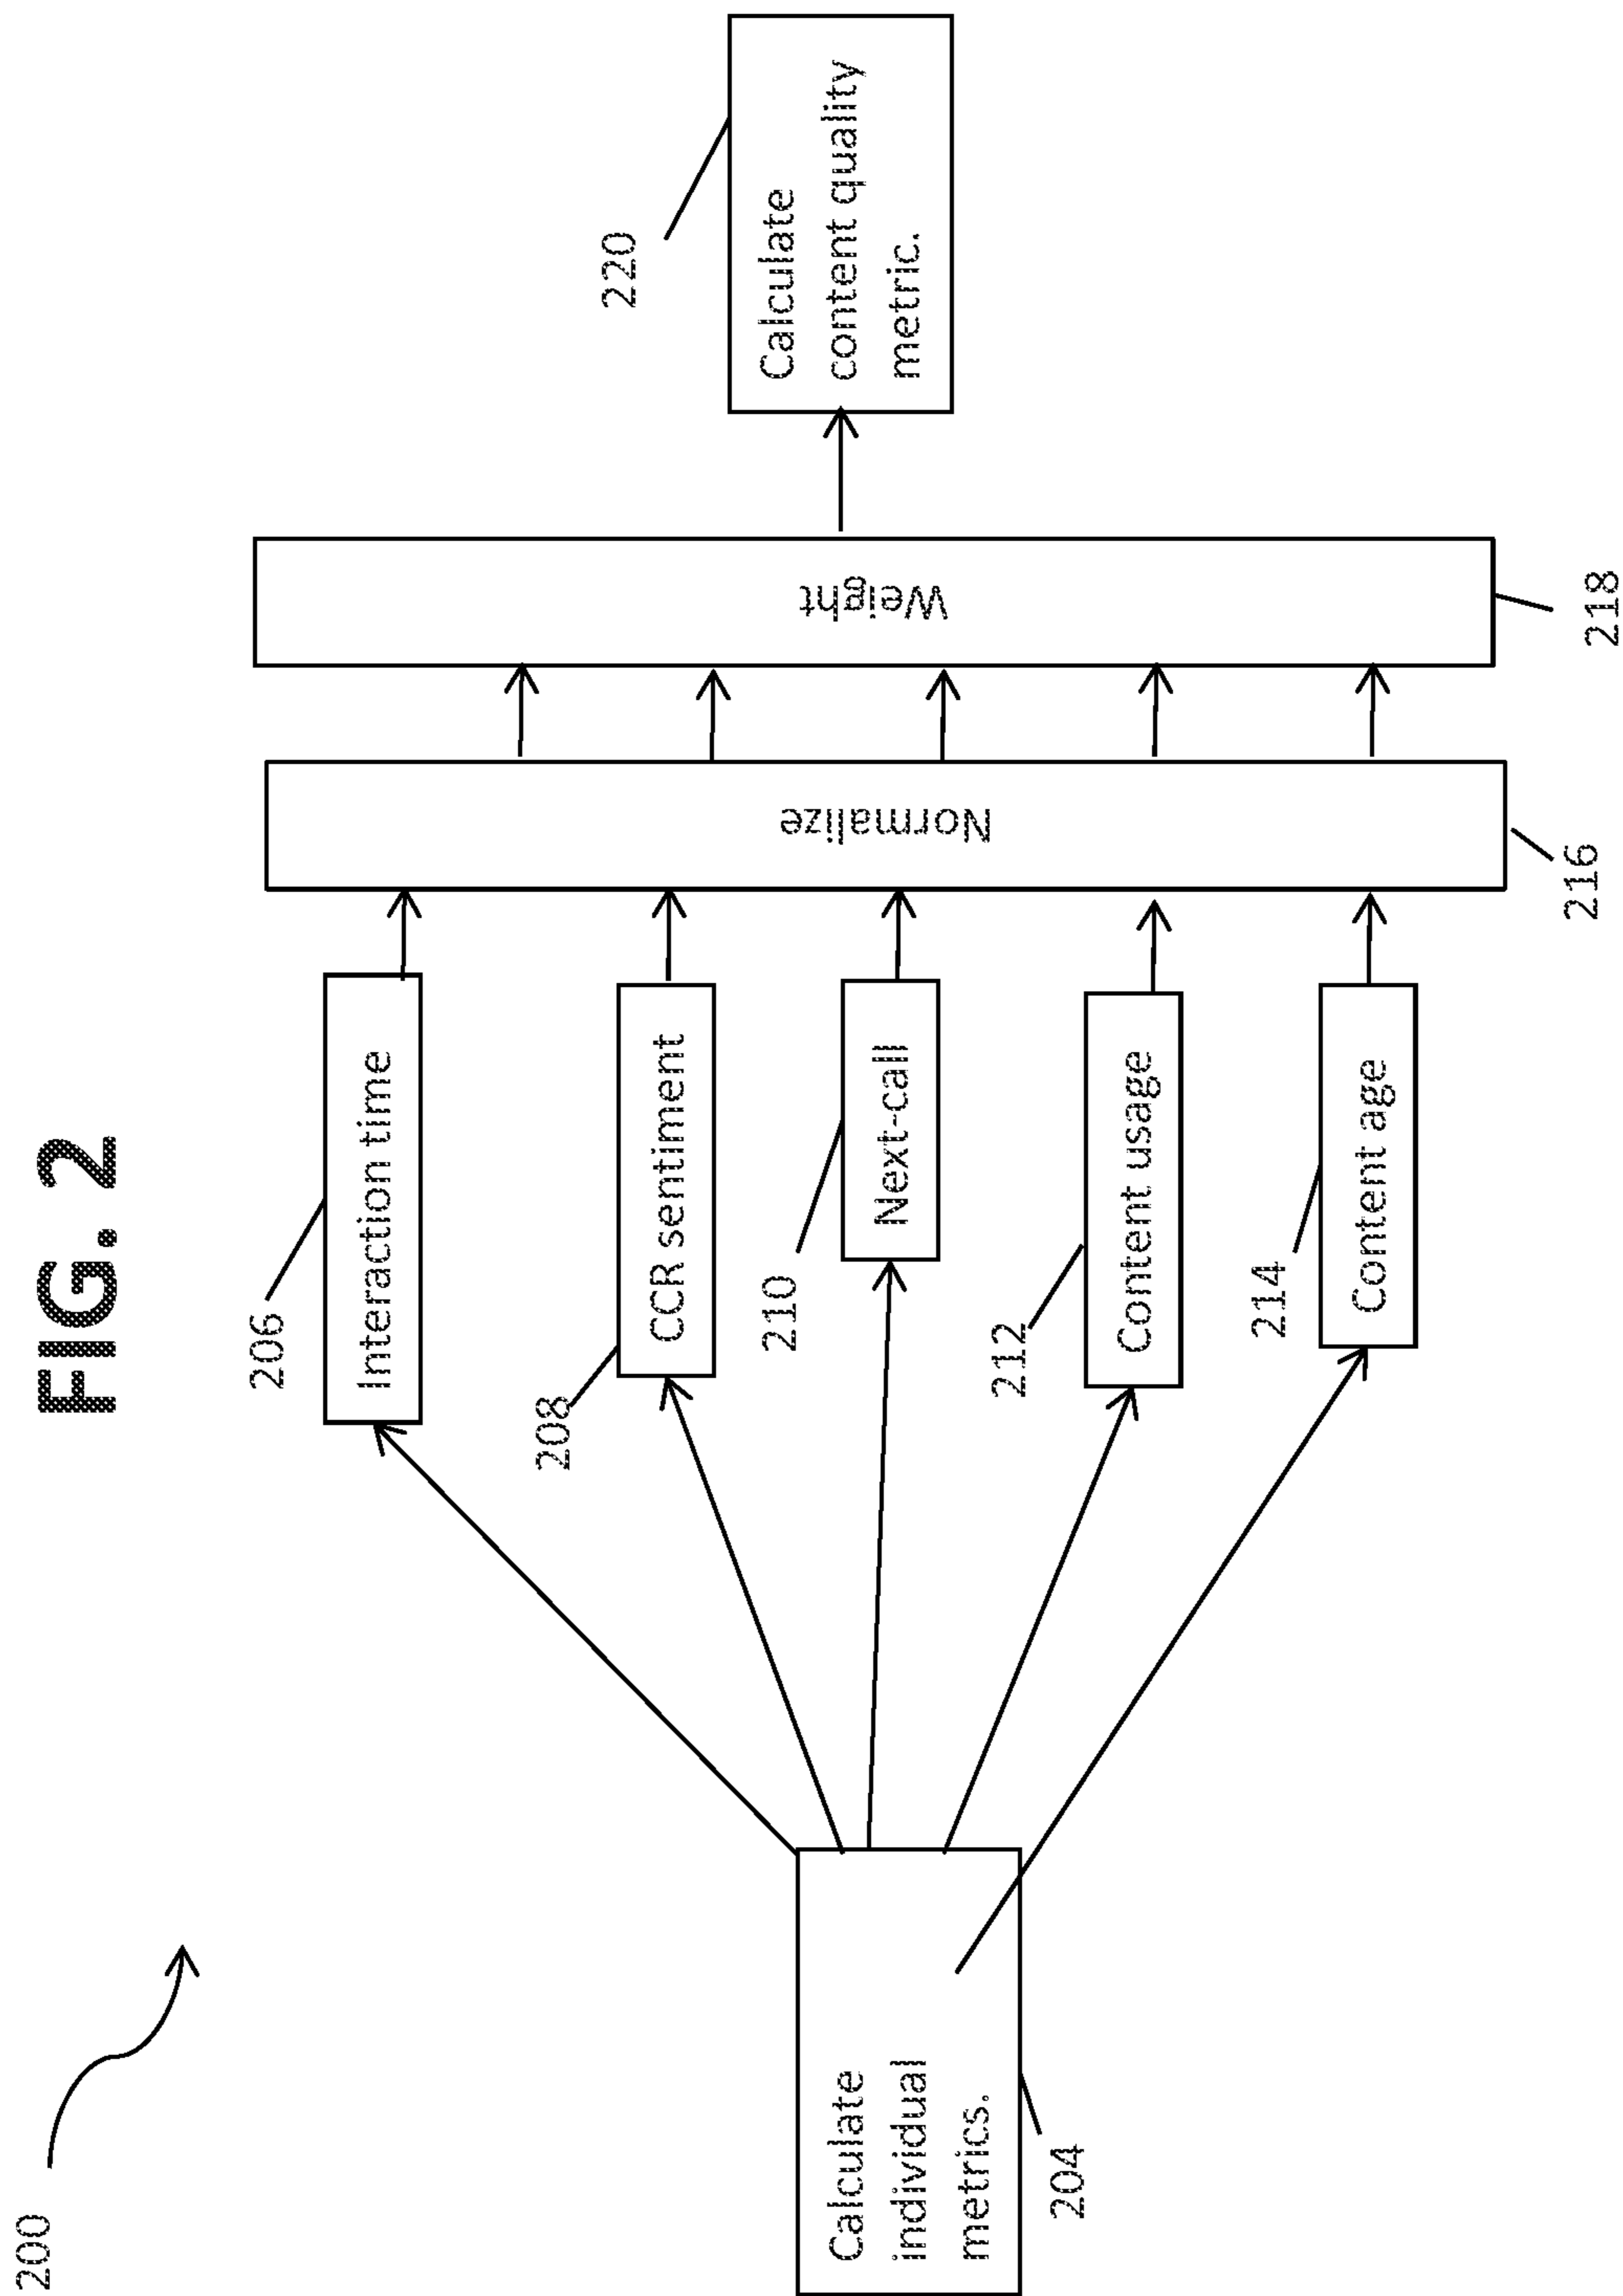 FIG. 2
200
204
Calculate
individual
metrics.
206
Interaction time
208
CCR sentiment
210
Next-call
212
Content usage
214
Content age
Normalize
216
Weight
218
220
Calculate
content quality
metric.